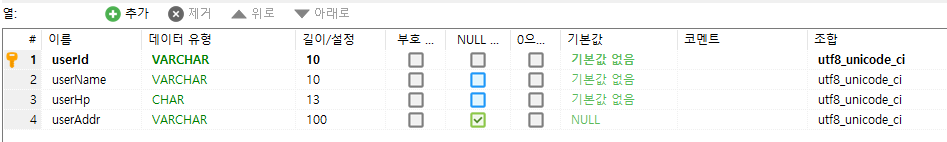 열: 추가 제거 위로 아래로
# 이름 데이터 유형 길이/설정 부호 ... NULL ... 0으... 기본값 코멘트 조합
1 userId VARCHAR 10 기본값 없음 utf8_unicode_ci
2 userName VARCHAR 10 기본값 없음 utf8_unicode_ci
3 userHp CHAR 13 기본값 없음 utf8_unicode_ci
4 userAddr VARCHAR 100 NULL utf8_unicode_ci